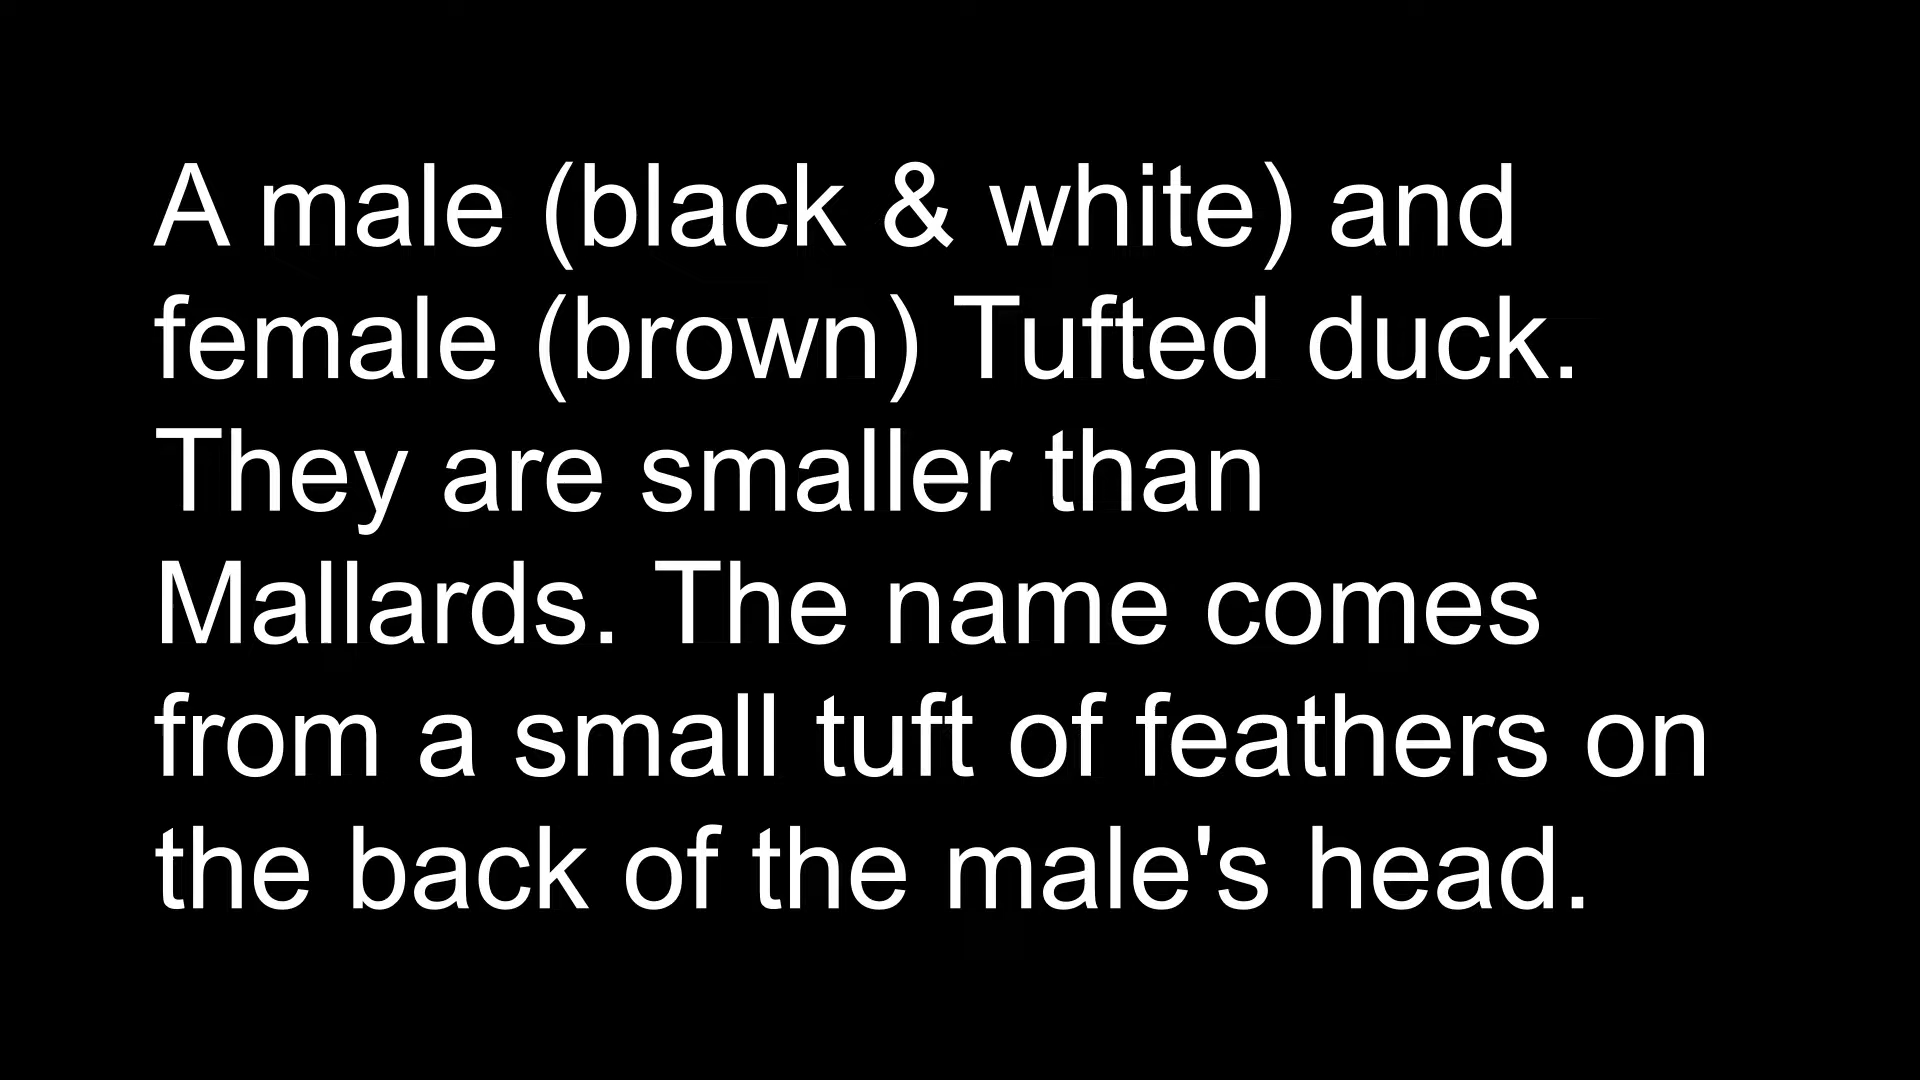 A male (black & white) and
female (brown) Tufted duck.
They are smaller than
Mallards. The name comes
from a small tuft of feathers on
the back of the male's head.